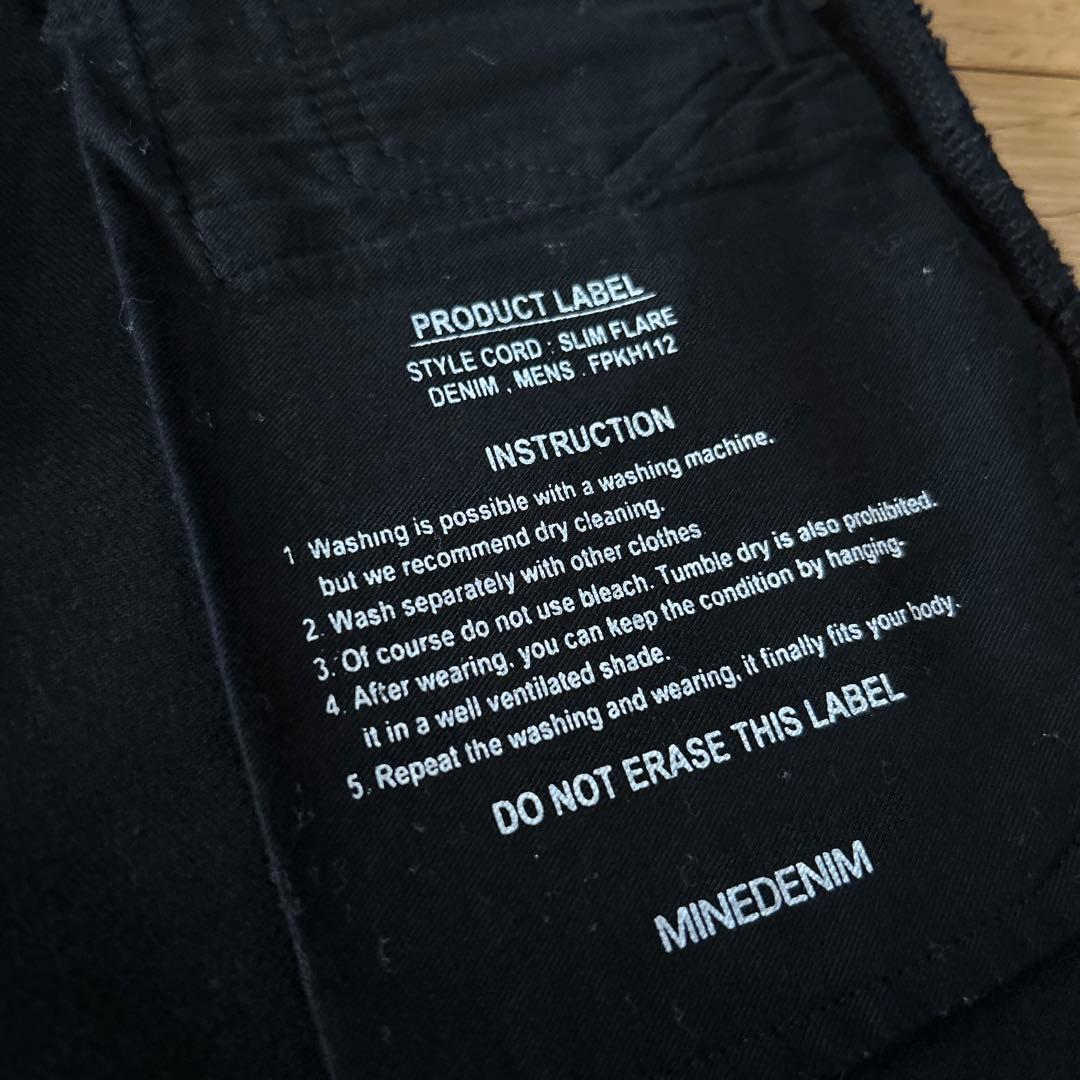 PRODUCT LABEL
STYLE CORD : SLIM FLARE
DENIM , MENS . FPKH112
INSTRUCTION
1 Washing is possible with a washing machine.
but we recommend dry cleaning.
2. Wash separately with other clothes
3. Of course do not use bleach. Tumble dry is also prohibited.
4. After wearing. you can keep the condition by hanging-
it in a well ventilated shade.
5. Repeat the washing and wearing, it finally fits your body.
DO NOT ERASE THIS LABEL
MINEDENIM